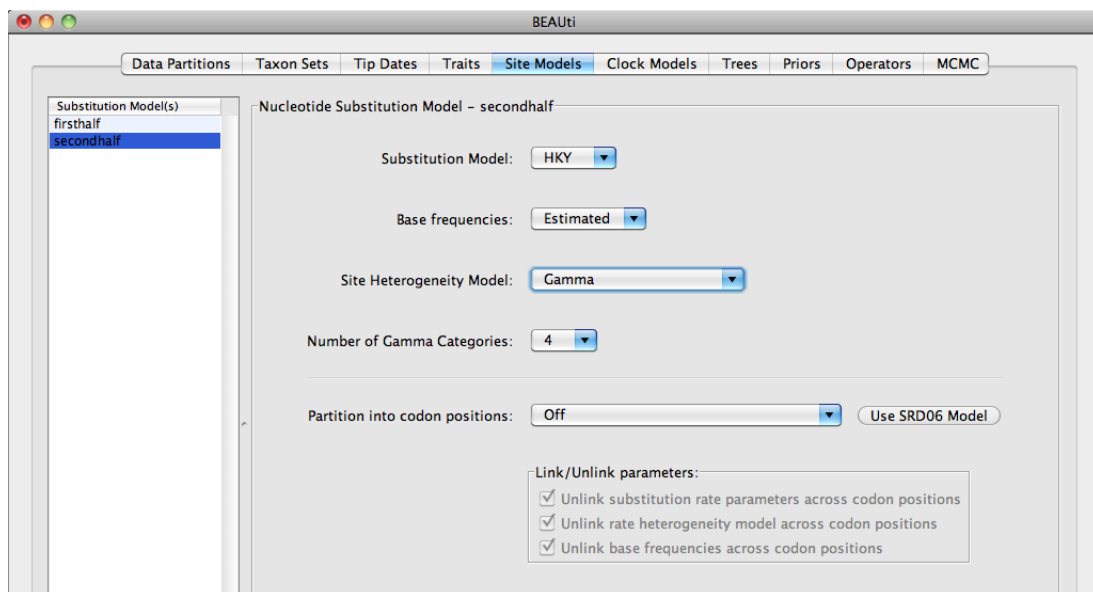 BEAUti
Data Partitions Taxon Sets Tip Dates Traits Site Models Clock Models Trees Priors Operators MCMC
Substitution Model(s)
firsthalf
secondhalf
Nucleotide Substitution Model – secondhalf
Substitution Model: HKY
Base frequencies: Estimated
Site Heterogeneity Model: Gamma
Number of Gamma Categories: 4
Partition into codon positions: Off Use SRD06 Model
Link/Unlink parameters:
Unlink substitution rate parameters across codon positions
Unlink rate heterogeneity model across codon positions
Unlink base frequencies across codon positions